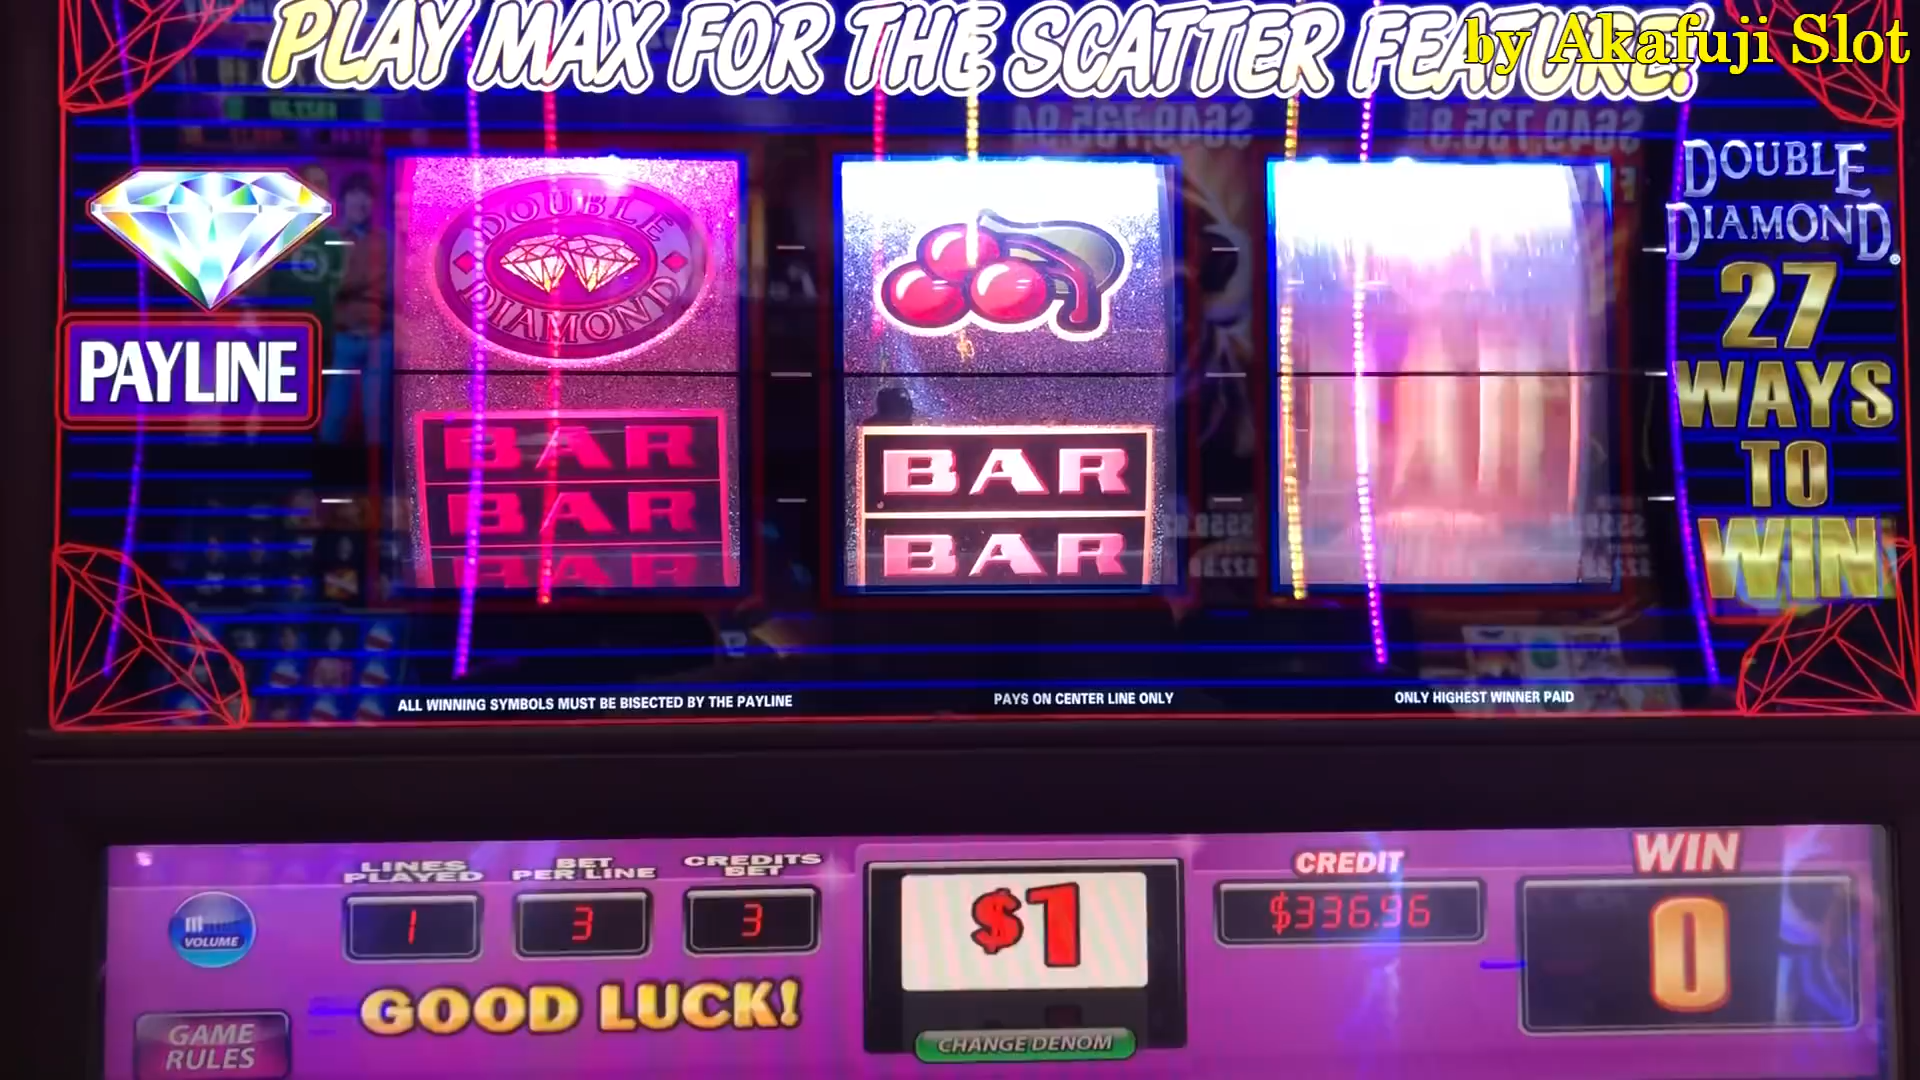 PLAY MAX FOR THE SCATTER FEATURE!
by Akafuji Slot
PAYLINE
DOUBLE
DIAMOND
BAR
BAR
BAR
BAR
BAR
DOUBLE
DIAMOND®
27
WAYS
TO
WIN
ALL WINNING SYMBOLS MUST BE BISECTED BY THE PAYLINE
PAYS ON CENTER LINE ONLY
ONLY HIGHEST WINNER PAID
VOLUME
LINES
PLAYED
1
BET
PER LINE
3
CREDITS
BET
3
GOOD LUCK!
GAME
RULES
$1
CHANGE DENOM
CREDIT
$336.96
WIN
0